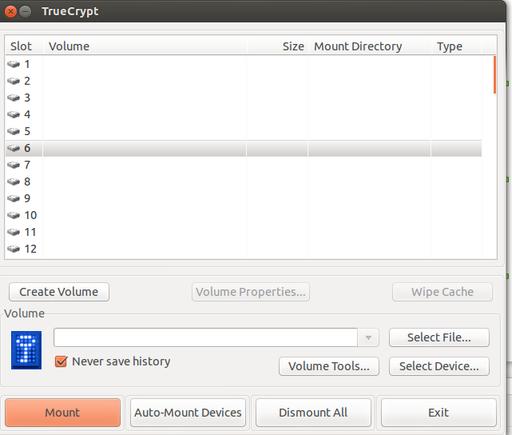 TrueCrypt
Slot Volume Size Mount Directory Type
1
2
3
4
5
6
7
8
9
10
11
12
Create Volume Volume Properties... Wipe Cache
Volume
Select File...
Never save history
Volume Tools... Select Device...
Mount Auto-Mount Devices Dismount All Exit